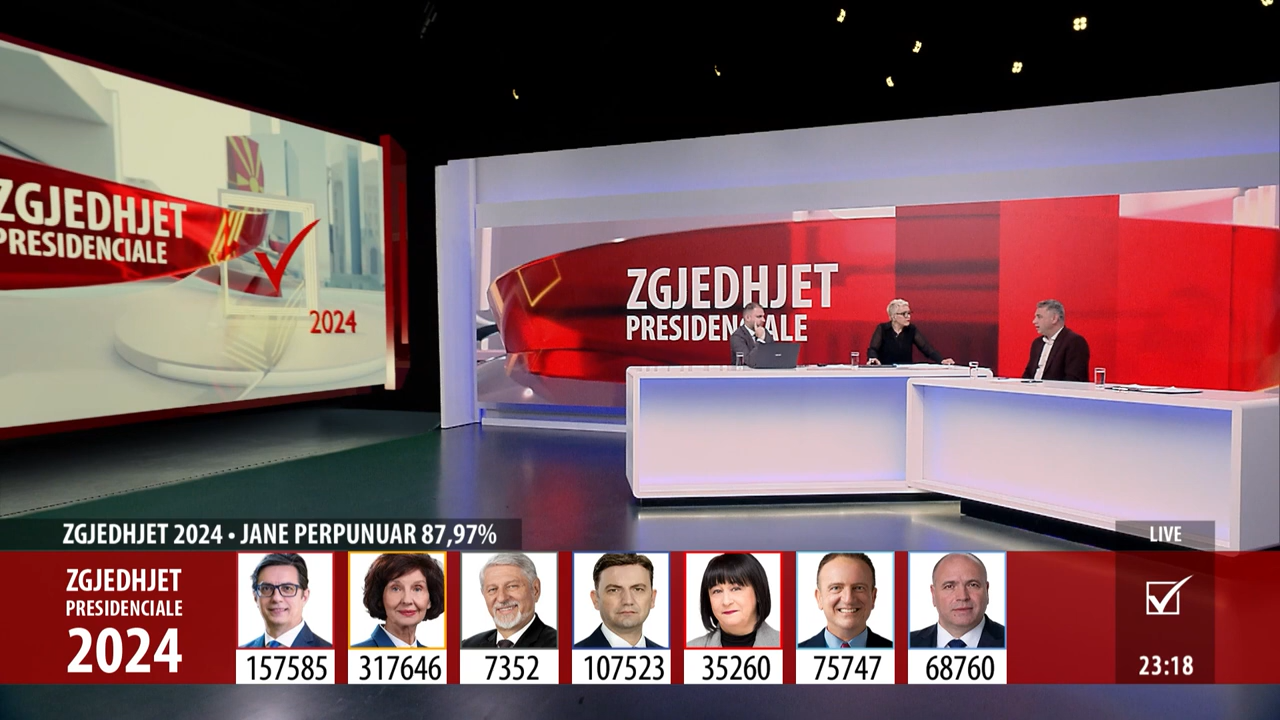 ZGJEDHJET
PRESIDENCIALE
2024
ZGJEDHJET
PRESIDENCIALE
ZGJEDHJET 2024 • JANE PERPUNUAR 87,97%
LIVE
ZGJEDHJET
PRESIDENCIALE
2024
157585
317646
7352
107523
35260
75747
68760
23:18